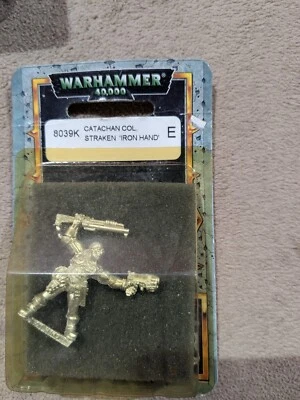 WARHAMMER
40,000
8039K CATACHAN COL. E
STRAKEN 'IRON HAND'